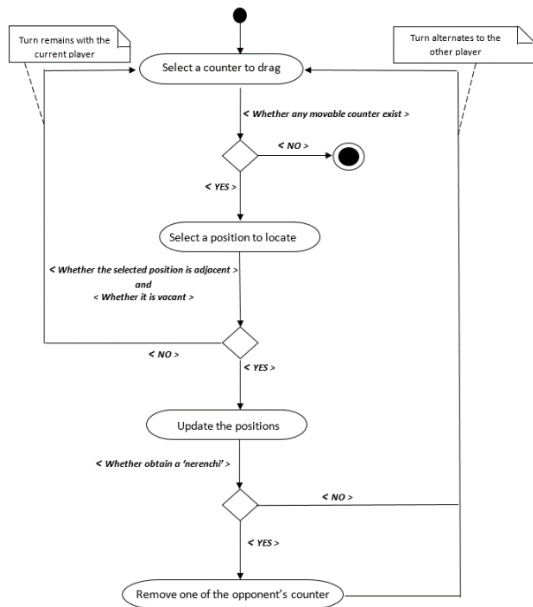 Turn remains with the
current player
Turn alternates to the
other player
Select a counter to drag
< Whether any movable counter exist >
< NO >
< YES >
Select a position to locate
< Whether the selected position is adjacent >
and
< Whether it is vacant >
< NO >
< YES >
Update the positions
< Whether obtain a ‘nerenchi’ >
< NO >
< YES >
Remove one of the opponent’s counter